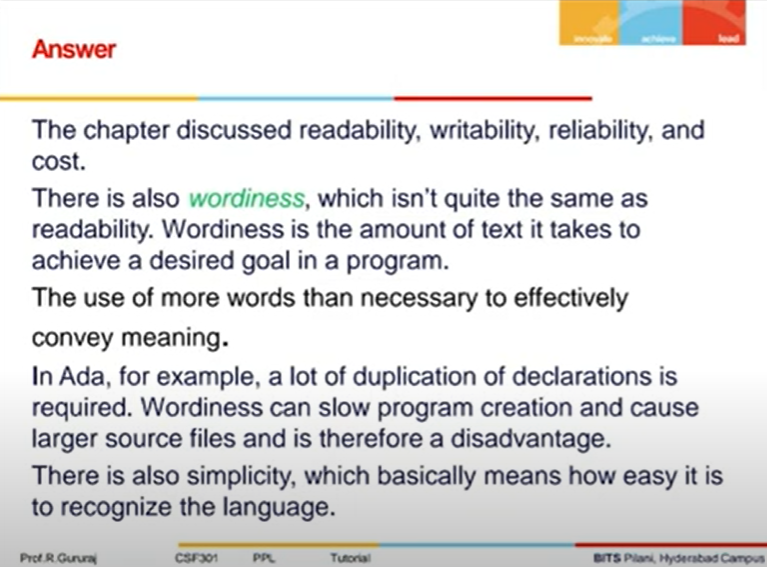 innovate achieve lead
Answer
The chapter discussed readability, writability, reliability, and
cost.
There is also wordiness, which isn't quite the same as
readability. Wordiness is the amount of text it takes to
achieve a desired goal in a program.
The use of more words than necessary to effectively
convey meaning.
In Ada, for example, a lot of duplication of declarations is
required. Wordiness can slow program creation and cause
larger source files and is therefore a disadvantage.
There is also simplicity, which basically means how easy it is
to recognize the language.
Prof.R.Gururaj CSF301 PPL Tutorial BITS Pilani, Hyderabad Campus